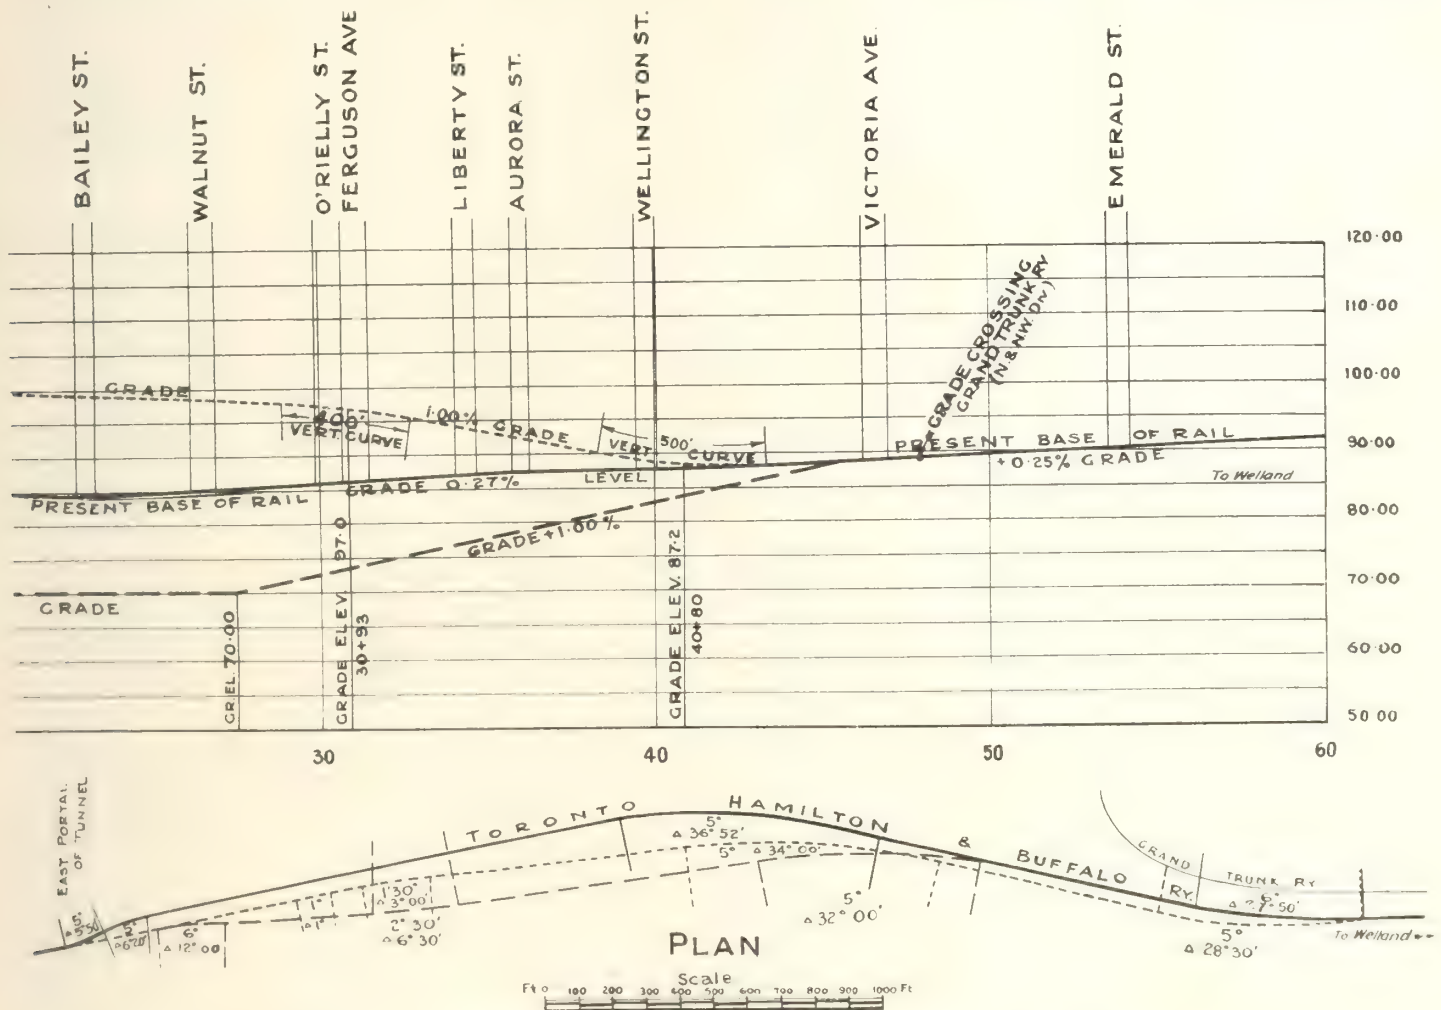 BAILEY ST.
WALNUT ST.
O'RIELLY ST.
FERGUSON AVE
LIBERTY ST.
AURORA ST.
WELLINGTON ST.
VICTORIA AVE.
EMERALD ST.
120·00
110·00
100·00
90·00
80·00
70·00
60·00
50 00
GRADE CROSSING
GRAND TRUNK RY
(N.& N.W. DIV)
GRADE
400'
VERT. CURVE
1·00%
GRADE
500'
VERT. CURVE
PRESENT BASE OF RAIL
+ 0·25% GRADE
To Welland
PRESENT BASE OF RAIL
GRADE 0·27%
LEVEL
GRADE +1·00%
GRADE
GR.EL. 70·00
GRADE ELEV. 97·0
30+93
GRADE ELEV. 87·2
40+80
30
40
50
60
EAST PORTAL
OF TUNNEL
TORONTO HAMILTON & BUFFALO RY.
GRAND TRUNK RY
5°
△ 36° 52'
5° △ 34° 00'
5°
△ 32° 00'
6°
5°
△ 28° 30'
To Welland
6°
△ 12° 00'
1°
△ 1°
1°30'
△ 3° 00'
2° 30'
△ 6° 30'
PLAN
Scale
Ft 0 100 200 300 400 500 600 700 800 900 1000 Ft